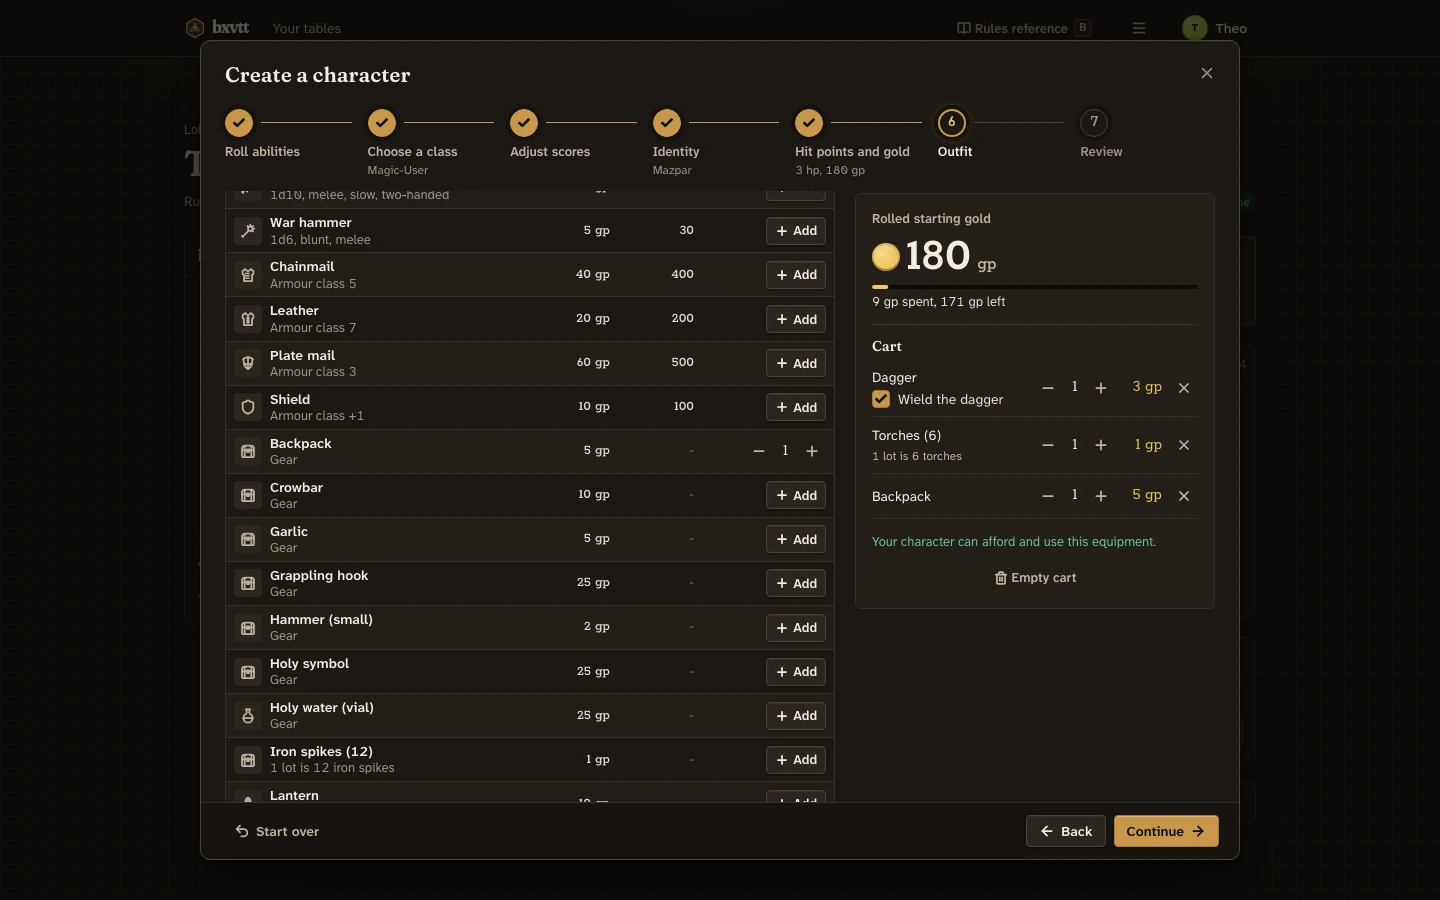 bxvtt
Your tables
Rules reference B
T Theo
Create a character
Roll abilities
Choose a class
Magic-User
Adjust scores
Identity
Mazpar
Hit points and gold
3 hp, 180 gp
6
Outfit
7
Review
1d10, melee, slow, two-handed
War hammer
1d6, blunt, melee
5 gp 30 + Add
Chainmail
Armour class 5
40 gp 400 + Add
Leather
Armour class 7
20 gp 200 + Add
Plate mail
Armour class 3
60 gp 500 + Add
Shield
Armour class +1
10 gp 100 + Add
Backpack
Gear
5 gp - − 1 +
Crowbar
Gear
10 gp - + Add
Garlic
Gear
5 gp - + Add
Grappling hook
Gear
25 gp - + Add
Hammer (small)
Gear
2 gp - + Add
Holy symbol
Gear
25 gp - + Add
Holy water (vial)
Gear
25 gp - + Add
Iron spikes (12)
1 lot is 12 iron spikes
1 gp - + Add
Lantern
10 gp + Add
Rolled starting gold
180 gp
9 gp spent, 171 gp left
Cart
Dagger
Wield the dagger
− 1 + 3 gp ×
Torches (6)
1 lot is 6 torches
− 1 + 1 gp ×
Backpack − 1 + 5 gp ×
Your character can afford and use this equipment.
Empty cart
Start over
Back
Continue